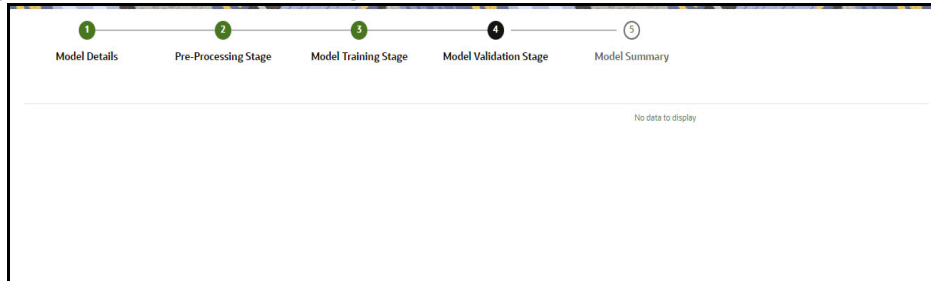 1 2 3 4 5
Model Details Pre-Processing Stage Model Training Stage Model Validation Stage Model Summary
No data to display